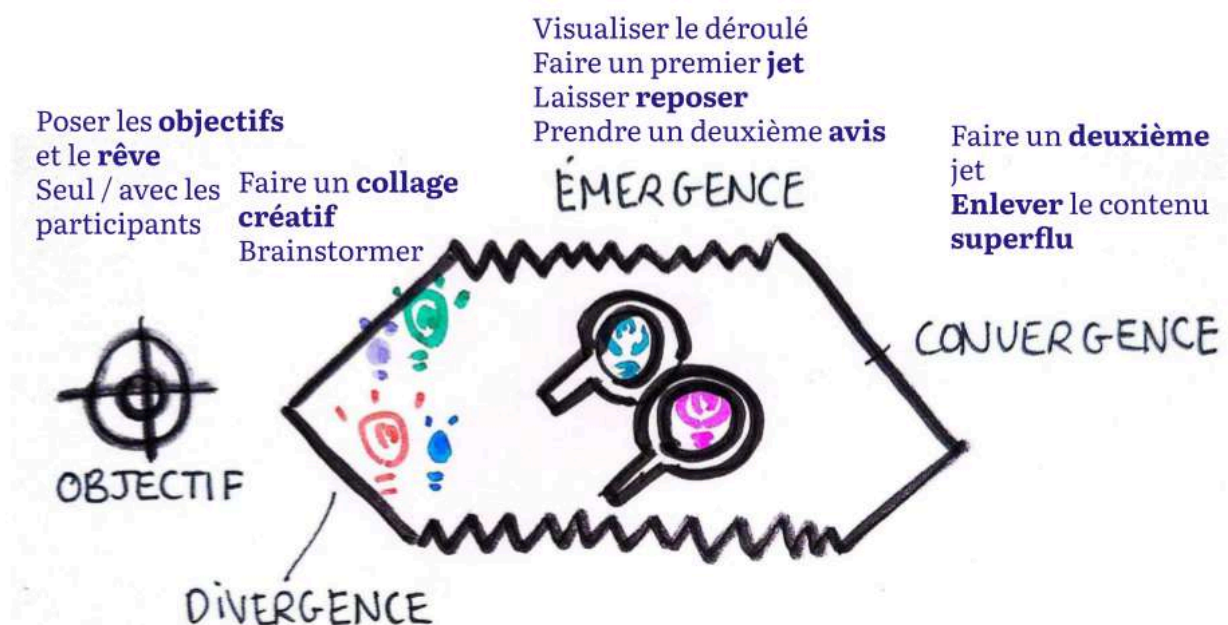 Poser les objectifs
et le rêve
Seul / avec les
participants
OBJECTIF
Faire un collage
créatif
Brainstormer
DIVERGENCE
Visualiser le déroulé
Faire un premier jet
Laisser reposer
Prendre un deuxième avis
ÉMERGENCE
Faire un deuxième
jet
Enlever le contenu
superflu
CONVERGENCE